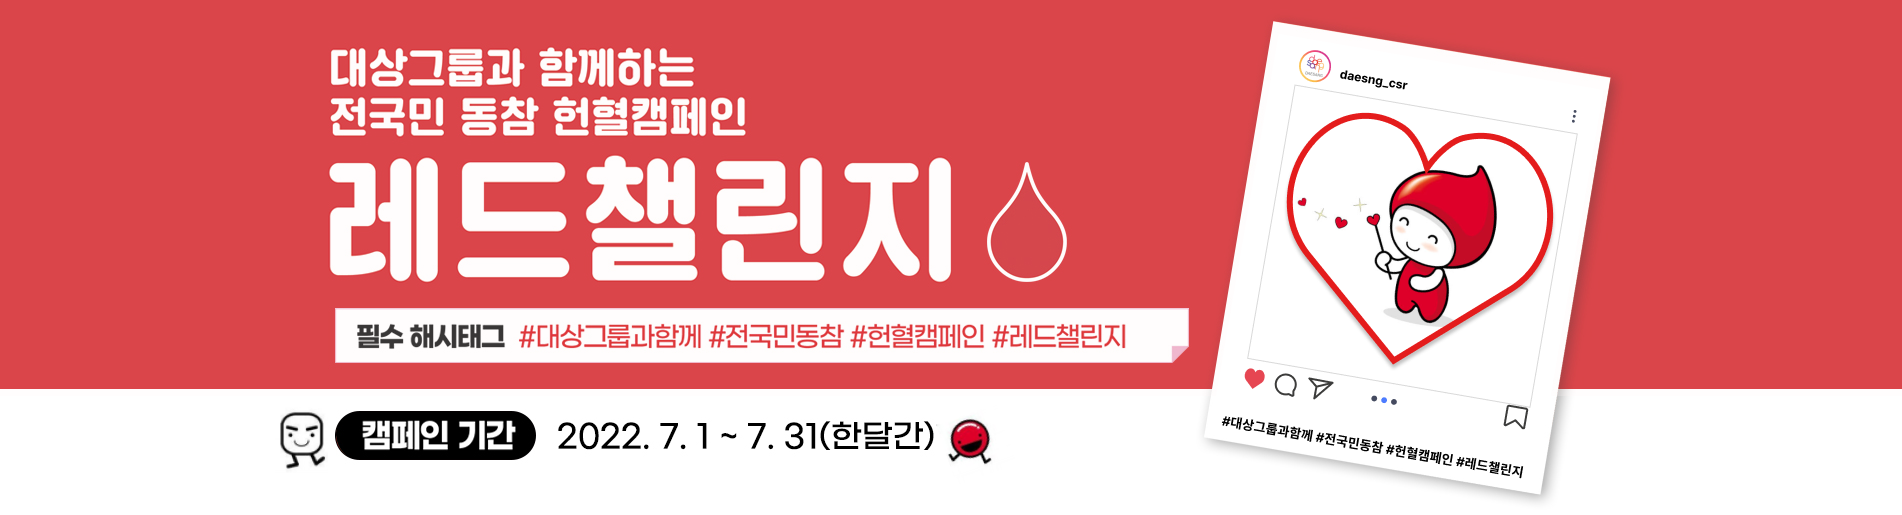 대상그룹과 함께하는
전국민 동참 헌혈캠페인
레드챌린지
필수 해시태그 #대상그룹과함께 #전국민동참 #헌혈캠페인 #레드챌린지
캠페인 기간 2022. 7. 1 ~ 7. 31(한달간)
daesng_csr
#대상그룹과함께 #전국민동참 #헌혈캠페인 #레드챌린지